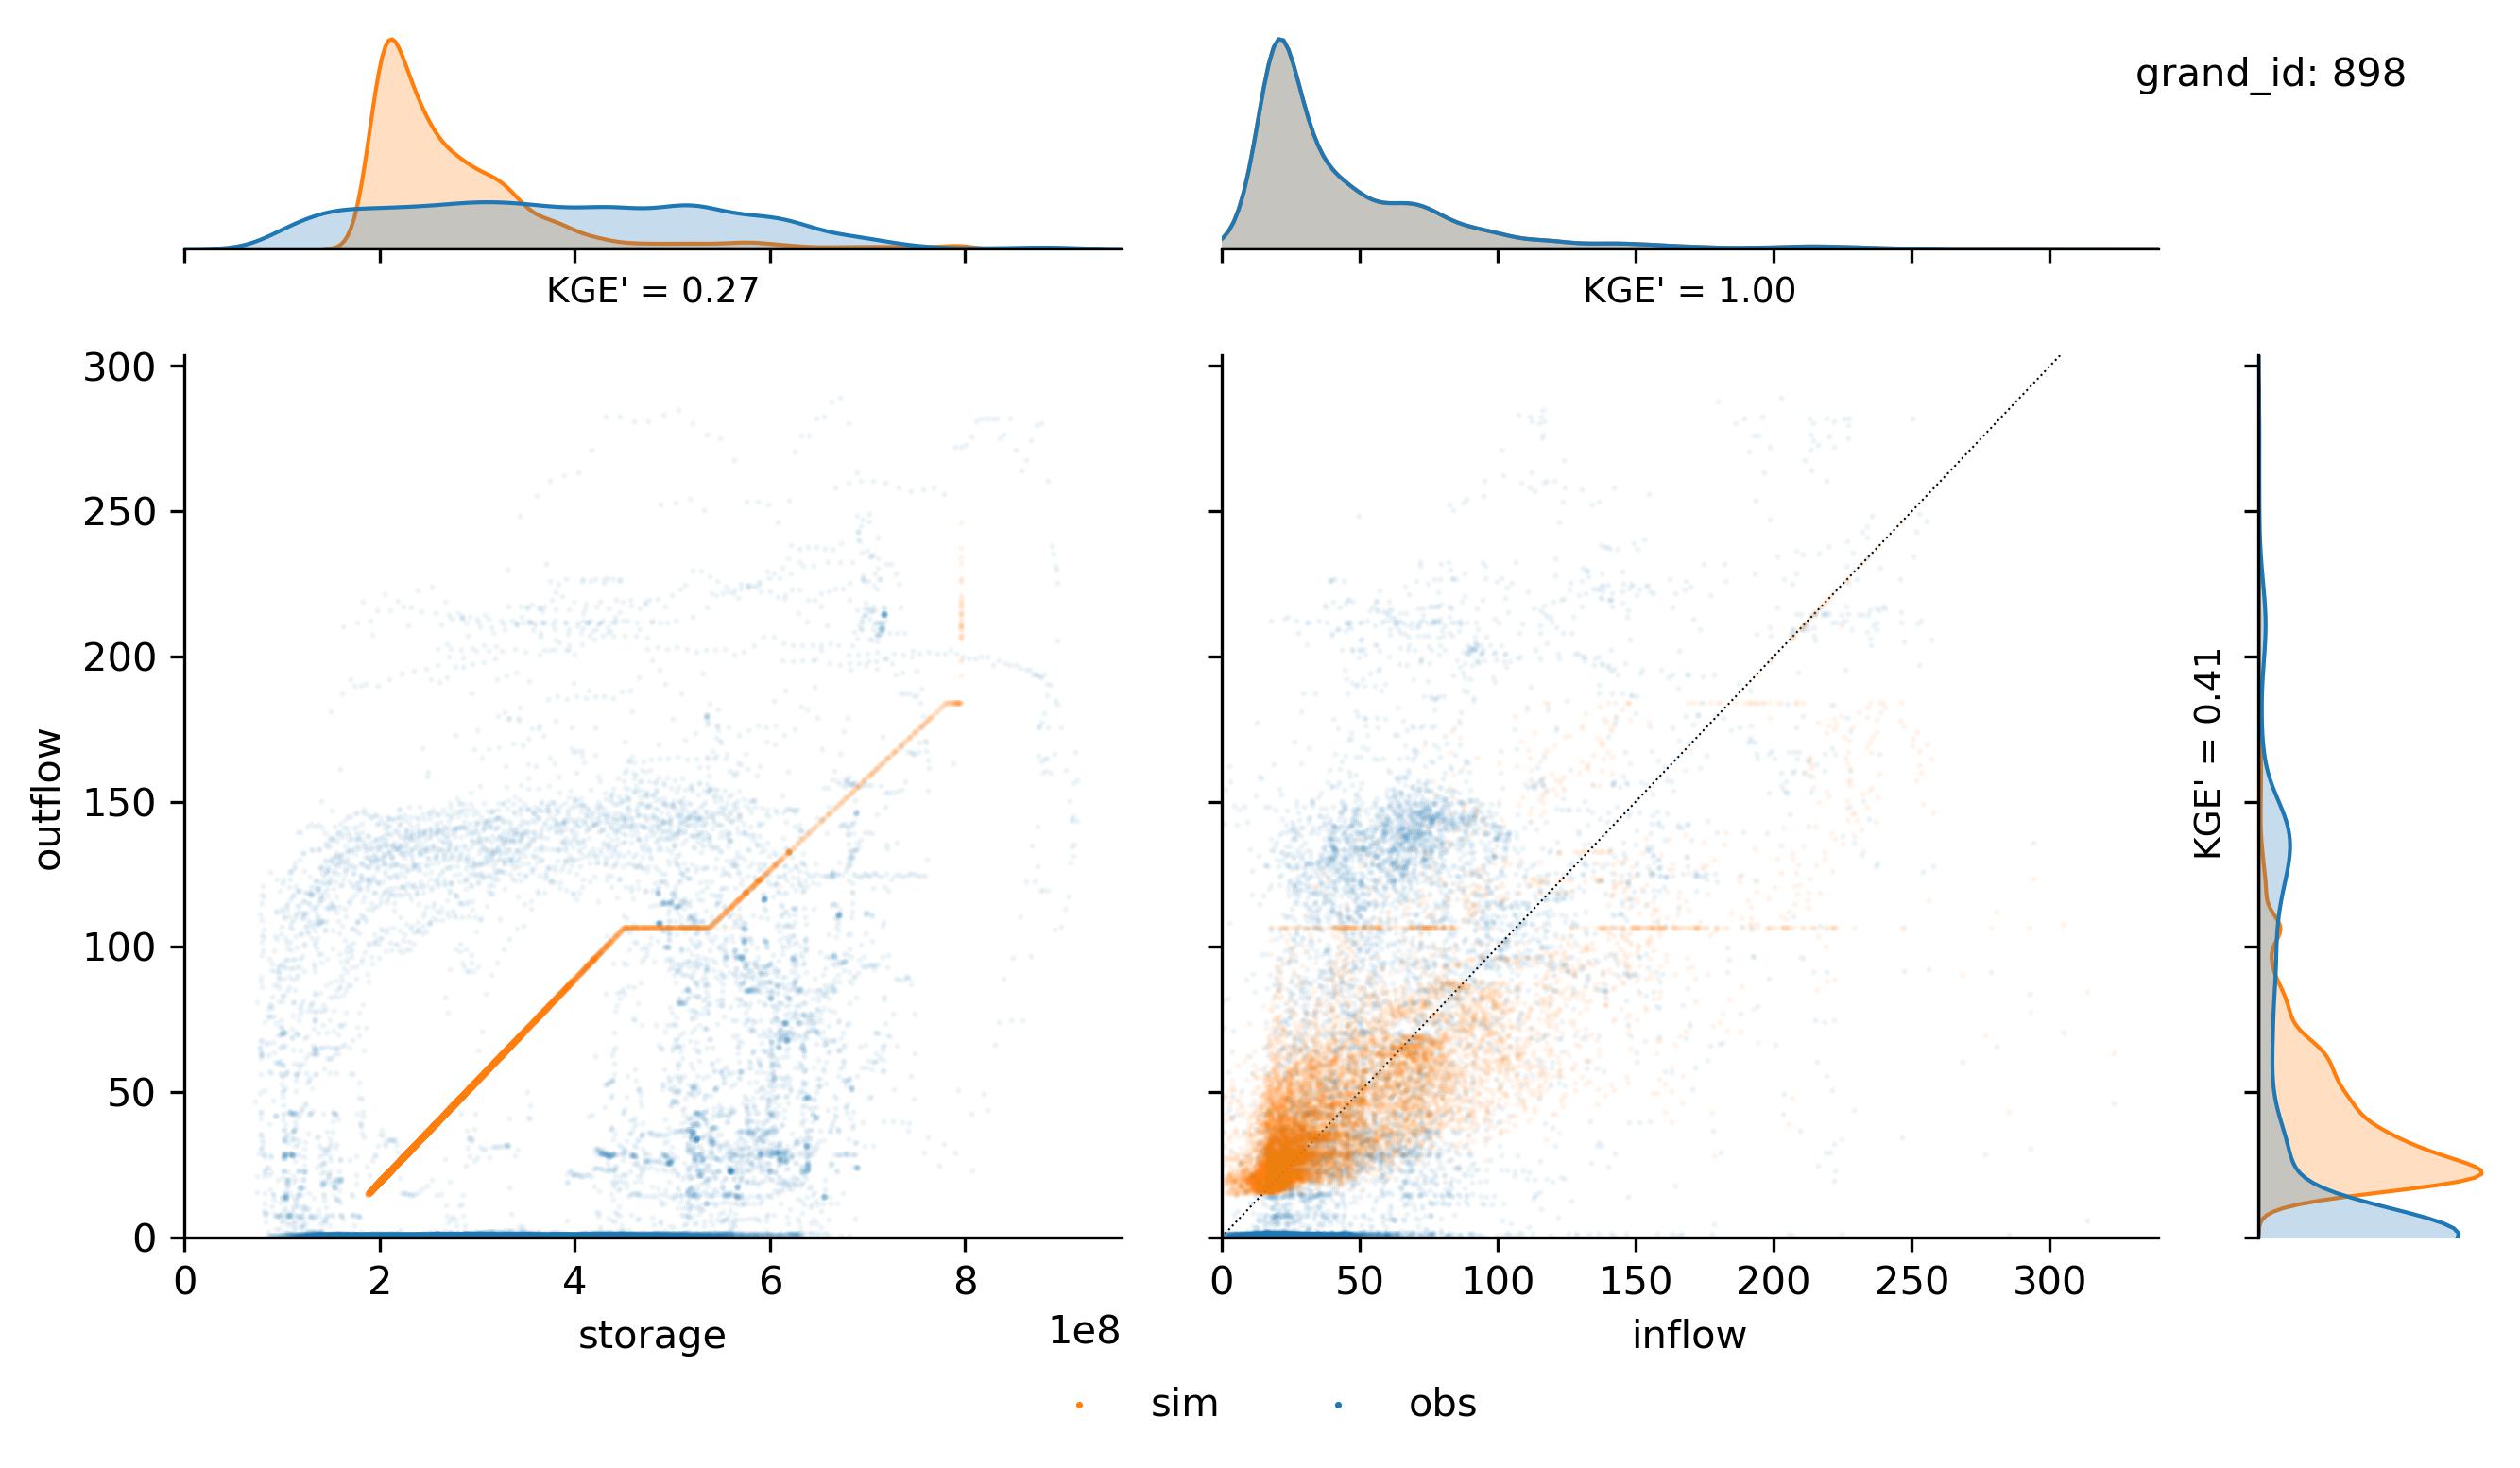 grand_id: 898
KGE' = 0.27
KGE' = 1.00
300
250
200
150
100
50
0
outflow
KGE' = 0.41
0 2 4 6 8
1e8
storage
0 50 100 150 200 250 300
inflow
sim obs